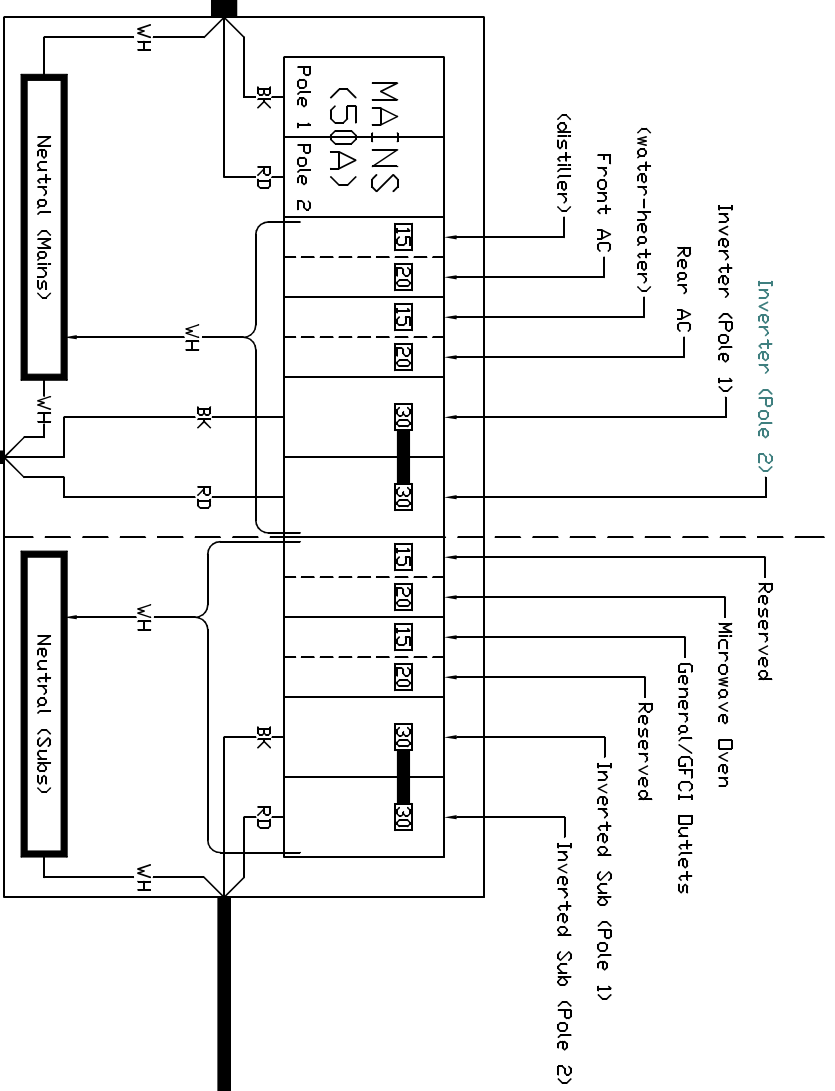 Inverter (Pole 2)
Inverter (Pole 1)
Rear AC
(water-heater)
Front AC
(distiller)
Reserved
Microwave Oven
General/GFCI Outlets
Reserved
Inverted Sub (Pole 1)
Inverted Sub (Pole 2)
MAINS
(50A)
Pole 1
Pole 2
15
20
15
20
30
30
15
20
15
20
30
30
BK
RD
BK
RD
BK
RD
WH
WH
WH
WH
WH
Neutral (Mains)
Neutral (Subs)